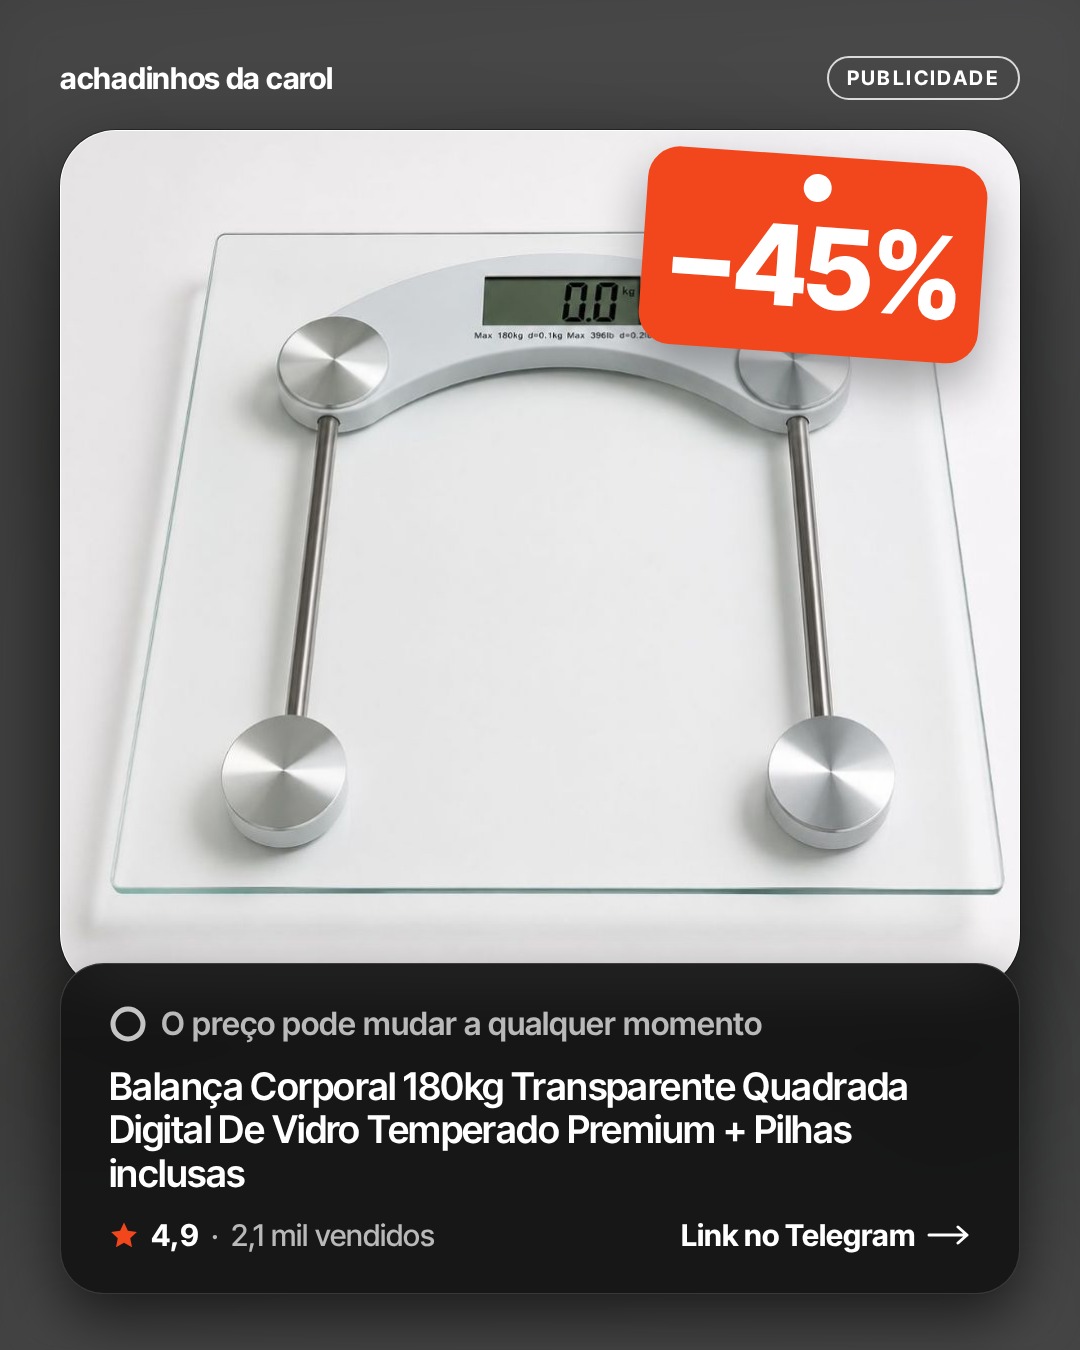 achadinhos da carol
PUBLICIDADE
−45%
0.0 kg
Max 180kg d=0.1kg Max 396lb
O preço pode mudar a qualquer momento
Balança Corporal 180kg Transparente Quadrada
Digital De Vidro Temperado Premium + Pilhas
inclusas
4,9 · 2,1 mil vendidos
Link no Telegram →